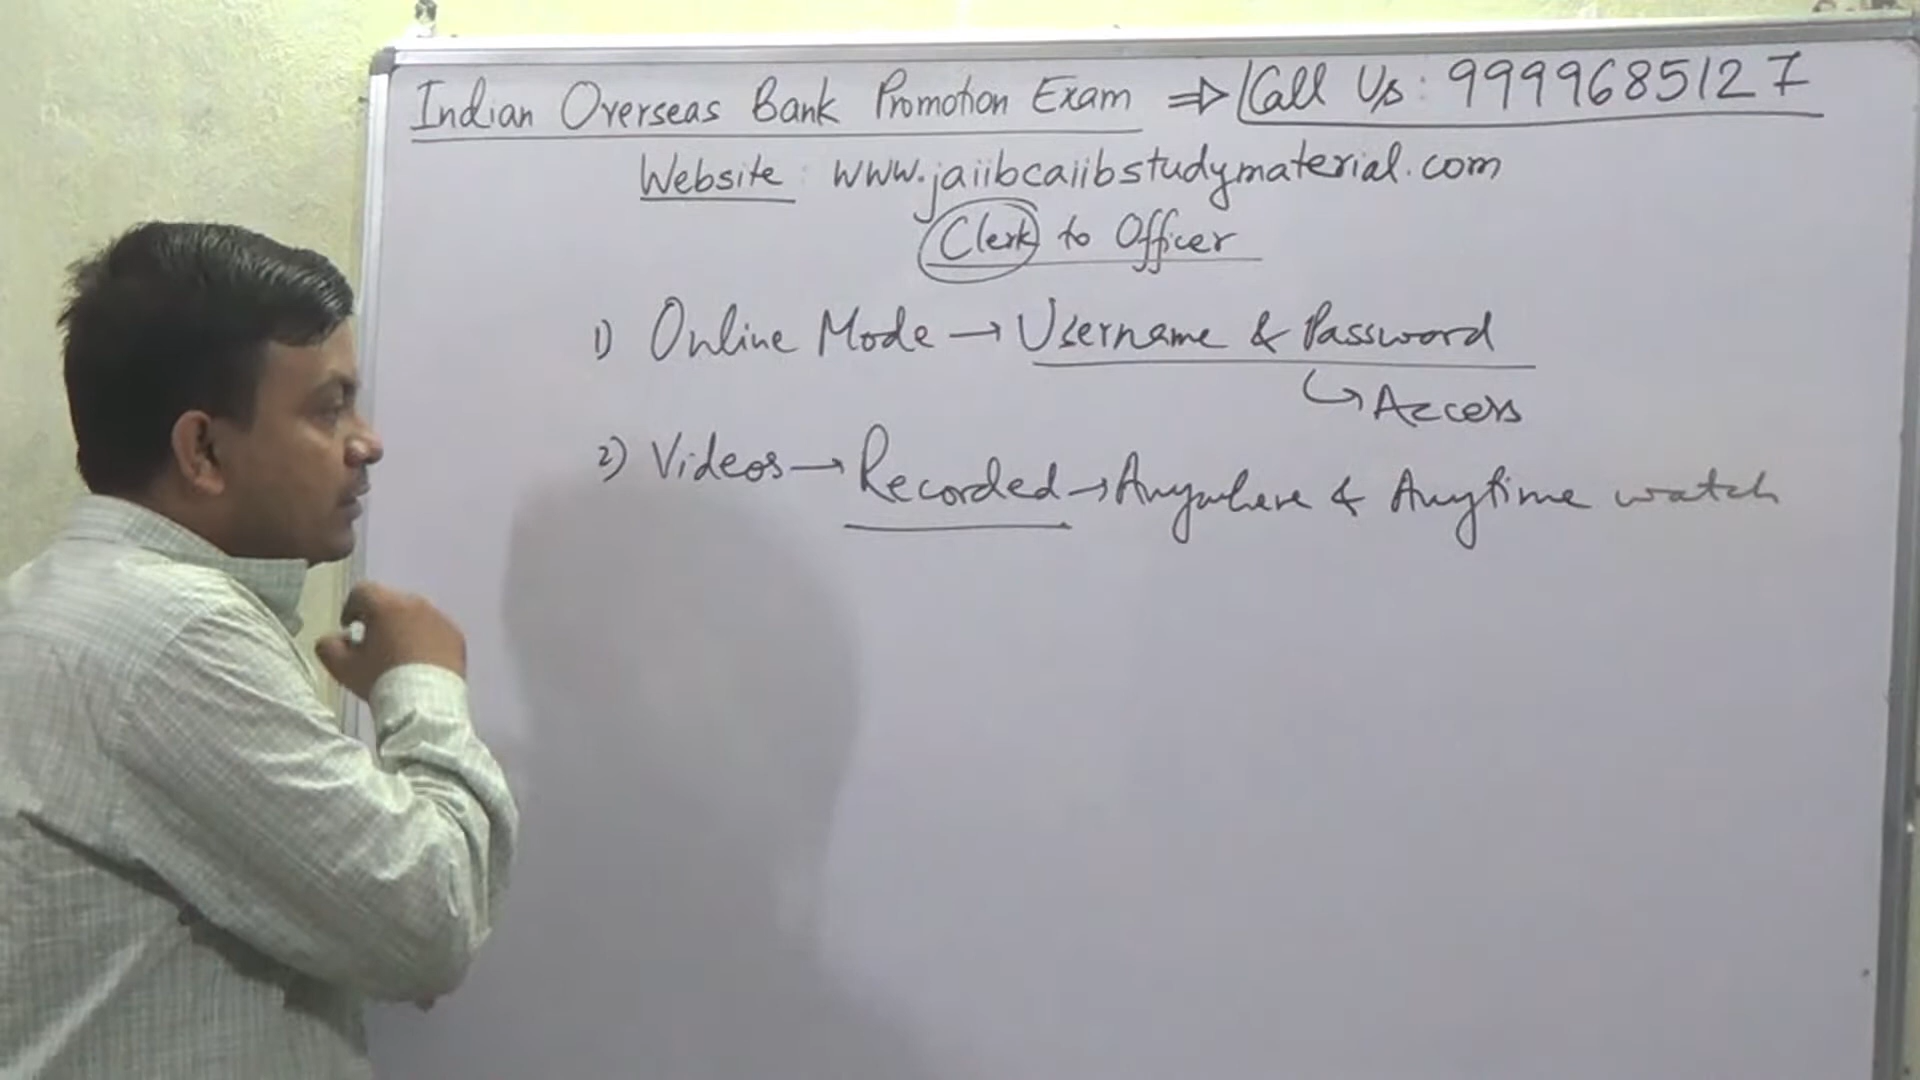 Indian Overseas Bank Promotion Exam ⇒ Call Us: 9999685127
Website: www.jaiibcaiibstudymaterial.com
Clerk to Officer
1) Online Mode → Username & Password
↳ Access
2) Videos → Recorded → Anywhere & Anytime watch